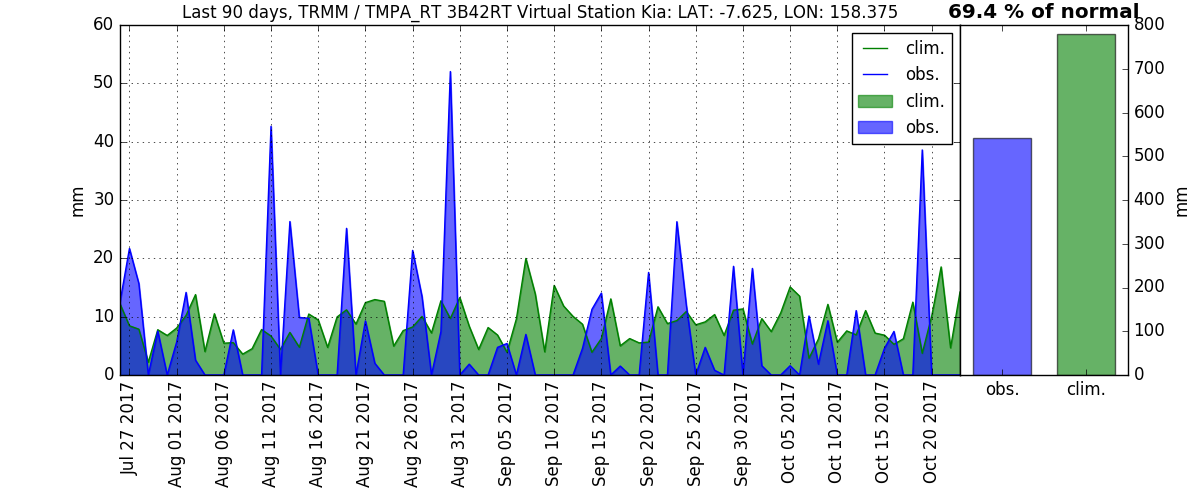 Last 90 days, TRMM / TMPA_RT 3B42RT Virtual Station Kia: LAT: -7.625, LON: 158.375
69.4 % of normal
60
50
40
30
20
10
0
mm
clim.
obs.
clim.
obs.
800
700
600
500
400
300
200
100
0
mm
obs.
clim.
Jul 27 2017
Aug 01 2017
Aug 06 2017
Aug 11 2017
Aug 16 2017
Aug 21 2017
Aug 26 2017
Aug 31 2017
Sep 05 2017
Sep 10 2017
Sep 15 2017
Sep 20 2017
Sep 25 2017
Sep 30 2017
Oct 05 2017
Oct 10 2017
Oct 15 2017
Oct 20 2017